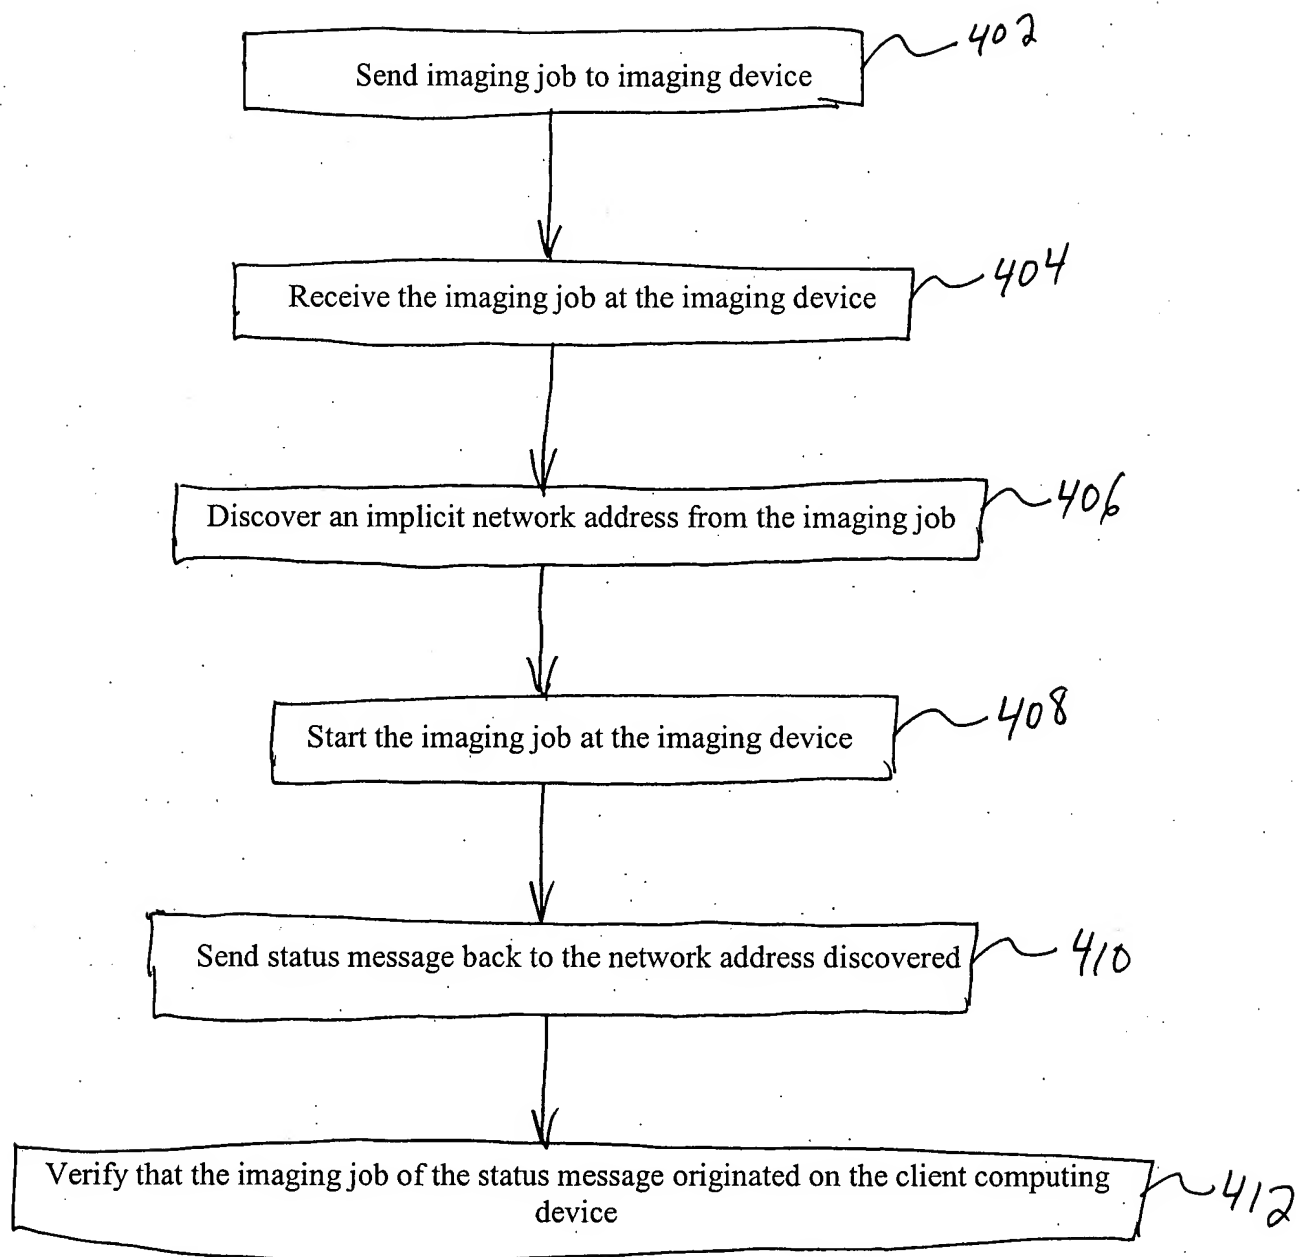 402
Send imaging job to imaging device
404
Receive the imaging job at the imaging device
406
Discover an implicit network address from the imaging job
408
Start the imaging job at the imaging device
410
Send status message back to the network address discovered
412
Verify that the imaging job of the status message originated on the client computing
device